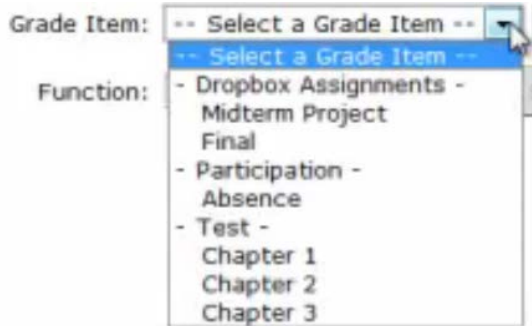 Grade Item: -- Select a Grade Item --
-- Select a Grade Item --
Function: - Dropbox Assignments -
Midterm Project
Final
- Participation -
Absence
- Test -
Chapter 1
Chapter 2
Chapter 3